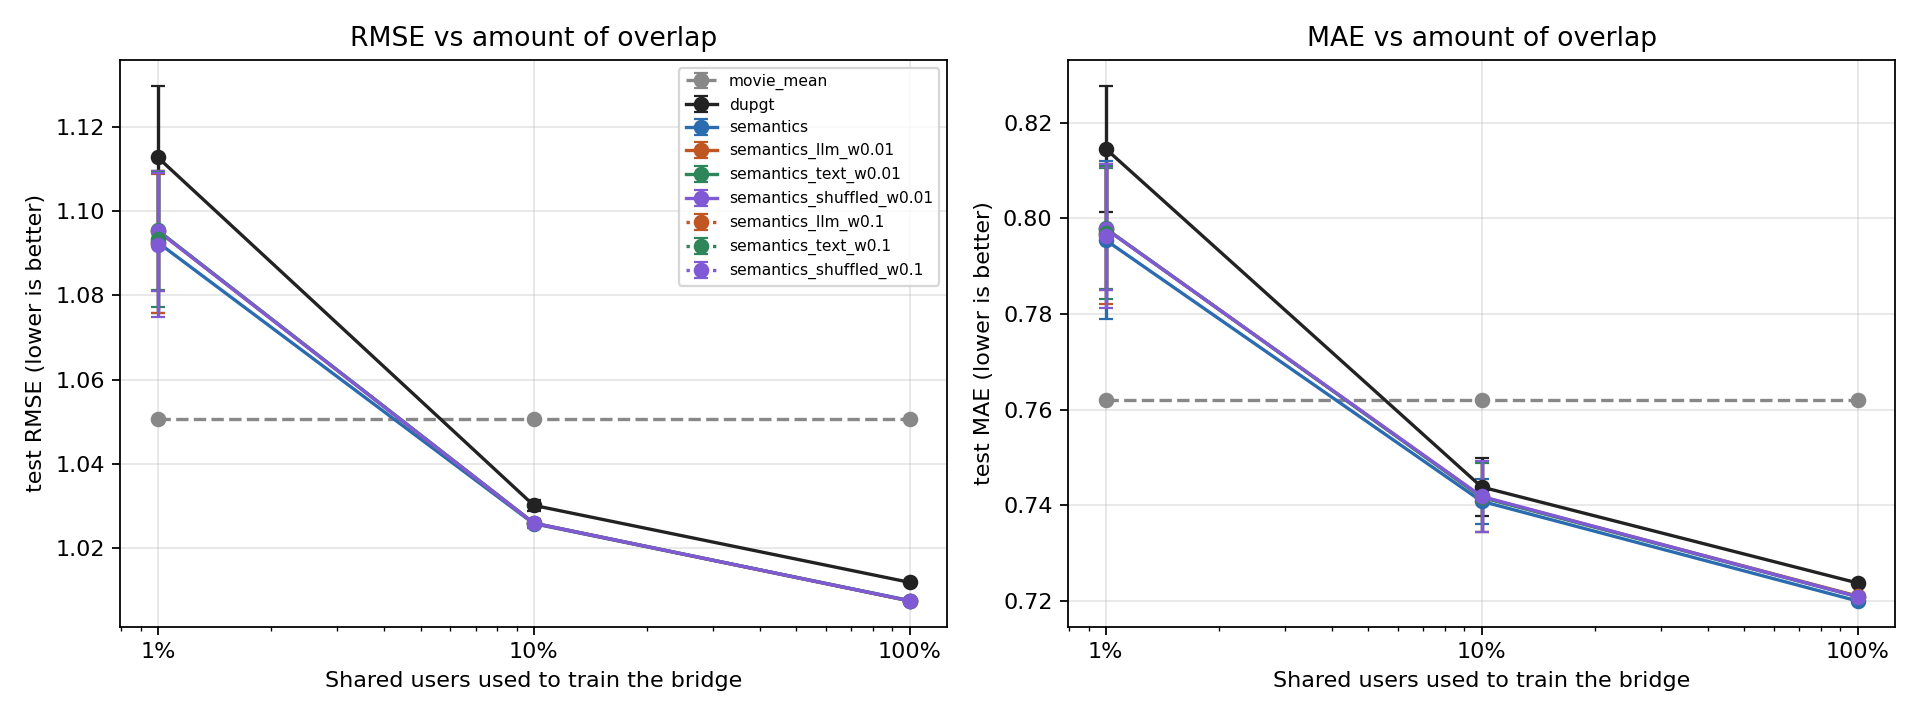 RMSE vs amount of overlap
test RMSE (lower is better)
1.12
1.10
1.08
1.06
1.04
1.02
movie_mean
dupgt
semantics
semantics_llm_w0.01
semantics_text_w0.01
semantics_shuffled_w0.01
semantics_llm_w0.1
semantics_text_w0.1
semantics_shuffled_w0.1
1%
10%
100%
Shared users used to train the bridge
MAE vs amount of overlap
test MAE (lower is better)
0.82
0.80
0.78
0.76
0.74
0.72
1%
10%
100%
Shared users used to train the bridge